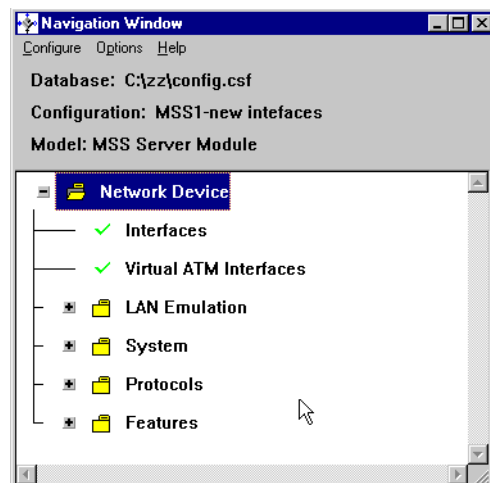 Navigation Window
Configure Options Help
Database: C:\zz\config.csf
Configuration: MSS1-new intefaces
Model: MSS Server Module
Network Device
Interfaces
Virtual ATM Interfaces
LAN Emulation
System
Protocols
Features